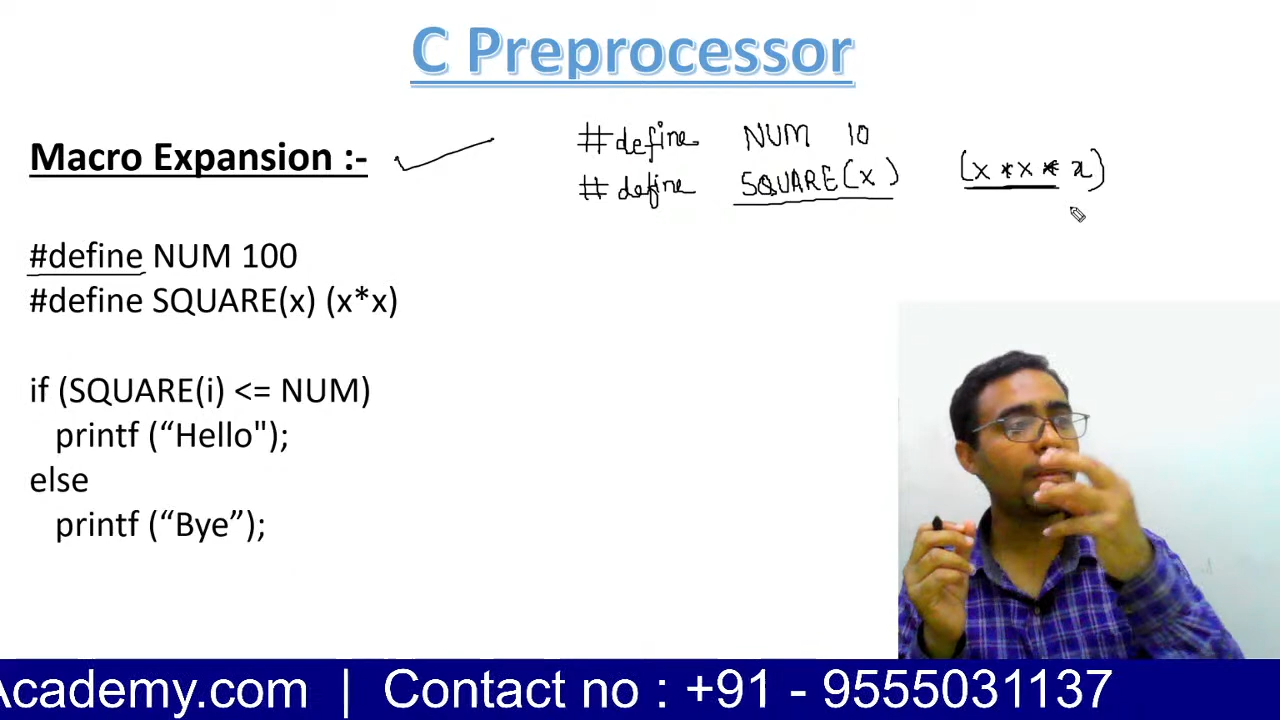 C Preprocessor
Macro Expansion :-
#define NUM 10
#define SQUARE(x) (x*x*x)
#define NUM 100
#define SQUARE(x) (x*x)
if (SQUARE(i) <= NUM)
printf (“Hello");
else
printf (“Bye”);
Academy.com | Contact no : +91 - 9555031137